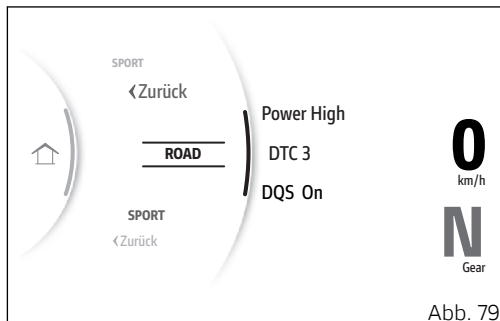 SPORT
‹Zurück
ROAD
SPORT
‹Zurück
Power High
DTC 3
DQS On
0
km/h
N
Gear
Abb. 79